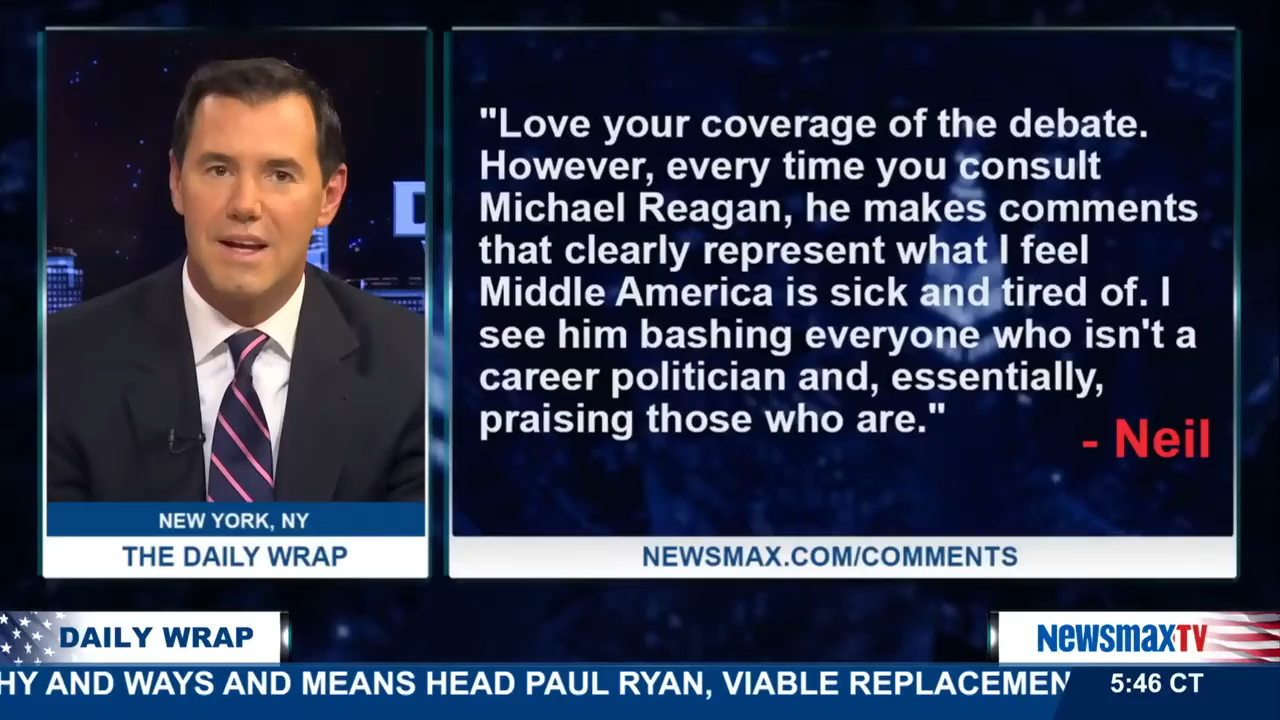 "Love your coverage of the debate.
However, every time you consult
Michael Reagan, he makes comments
that clearly represent what I feel
Middle America is sick and tired of. I
see him bashing everyone who isn't a
career politician and, essentially,
praising those who are."
- Neil
NEW YORK, NY
THE DAILY WRAP
NEWSMAX.COM/COMMENTS
DAILY WRAP
NEWSMAXTV
AND WAYS AND MEANS HEAD PAUL RYAN, VIABLE
5:46 CT